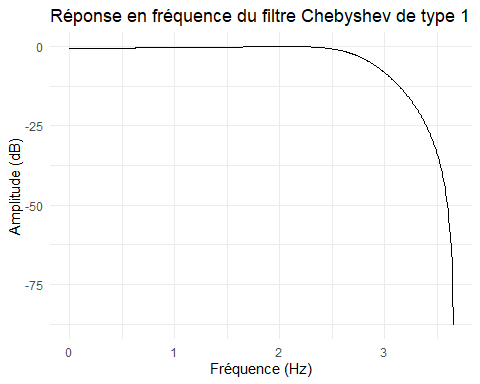 Réponse en fréquence du filtre Chebyshev de type 1
0
-25
-50
-75
Amplitude (dB)
0 1 2 3
Fréquence (Hz)